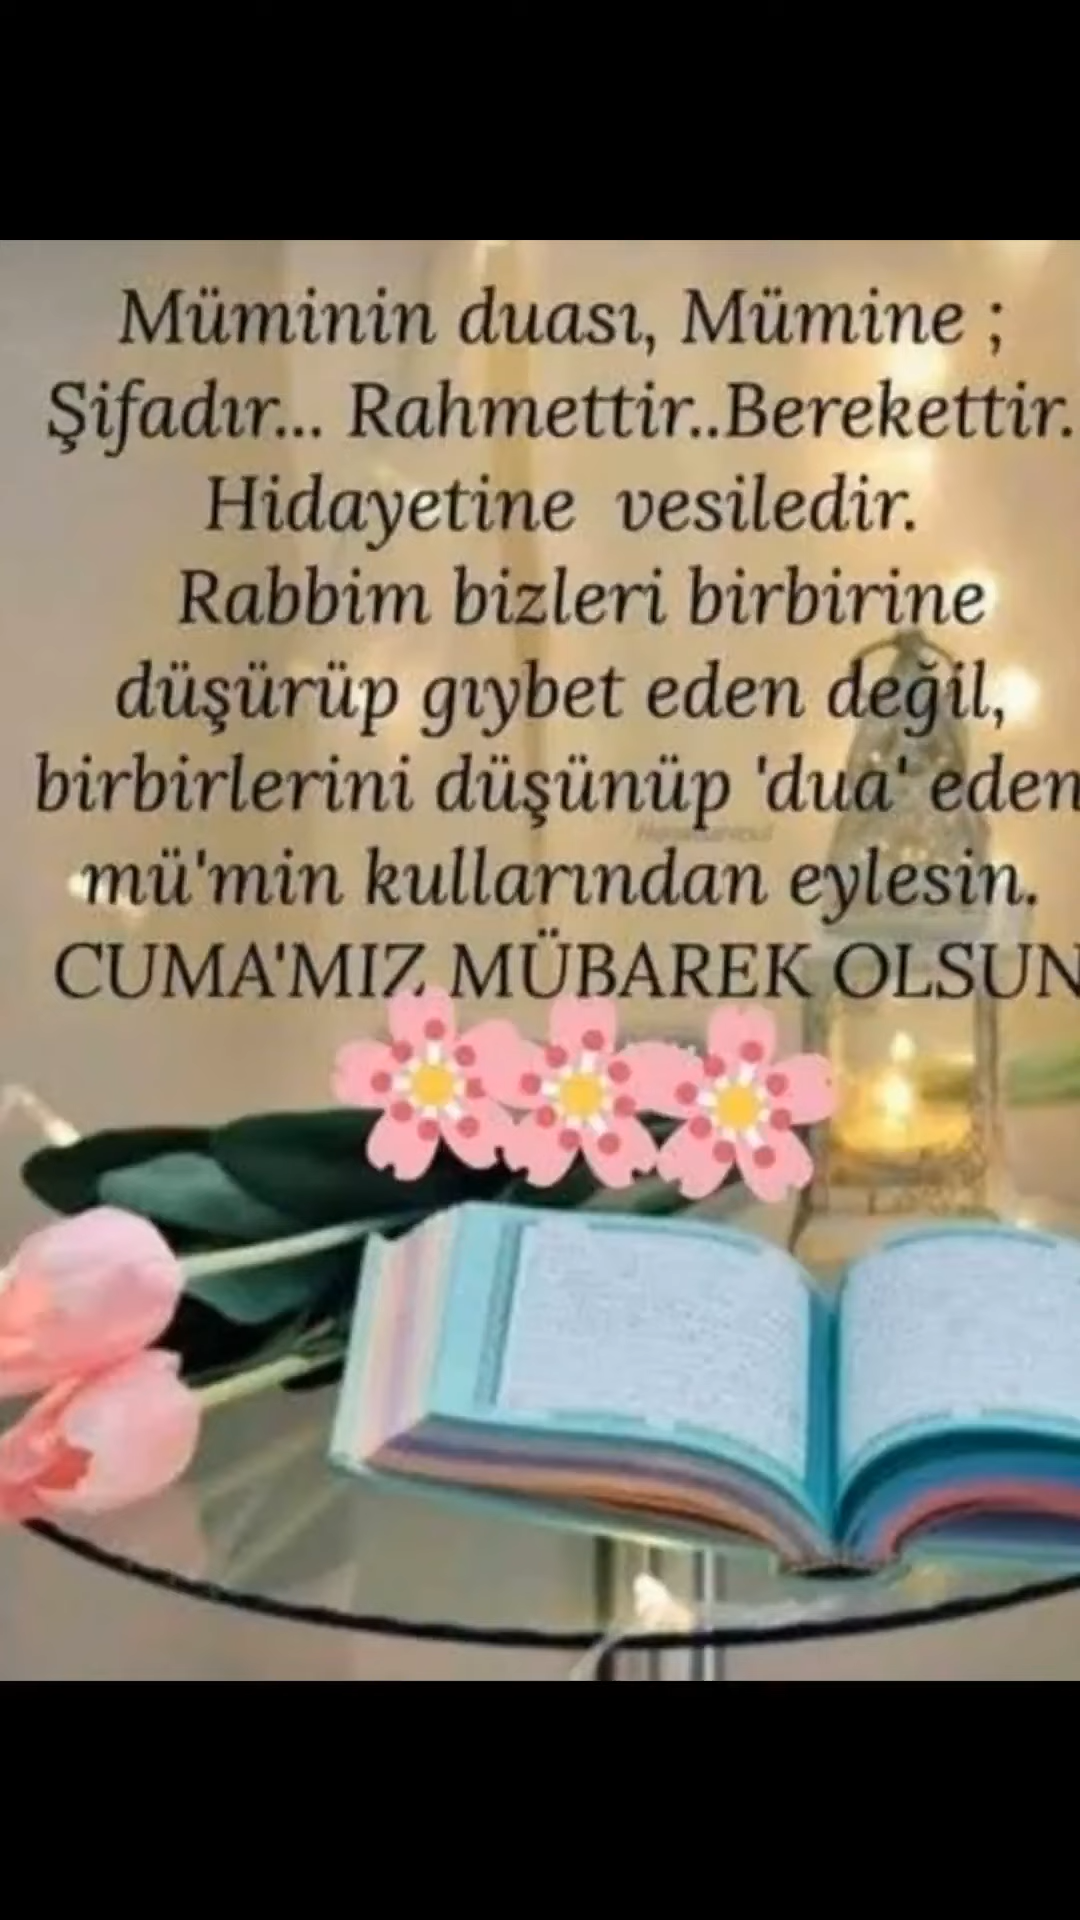 Müminin duası, Mümine ;
Şifadır... Rahmettir..Berekettir.
Hidayetine vesiledir.
Rabbim bizleri birbirine
düşürüp gıybet eden değil,
birbirlerini düşünüp 'dua' eden
mü'min kullarından eylesin.
CUMA'MIZ MÜBAREK OLSUN